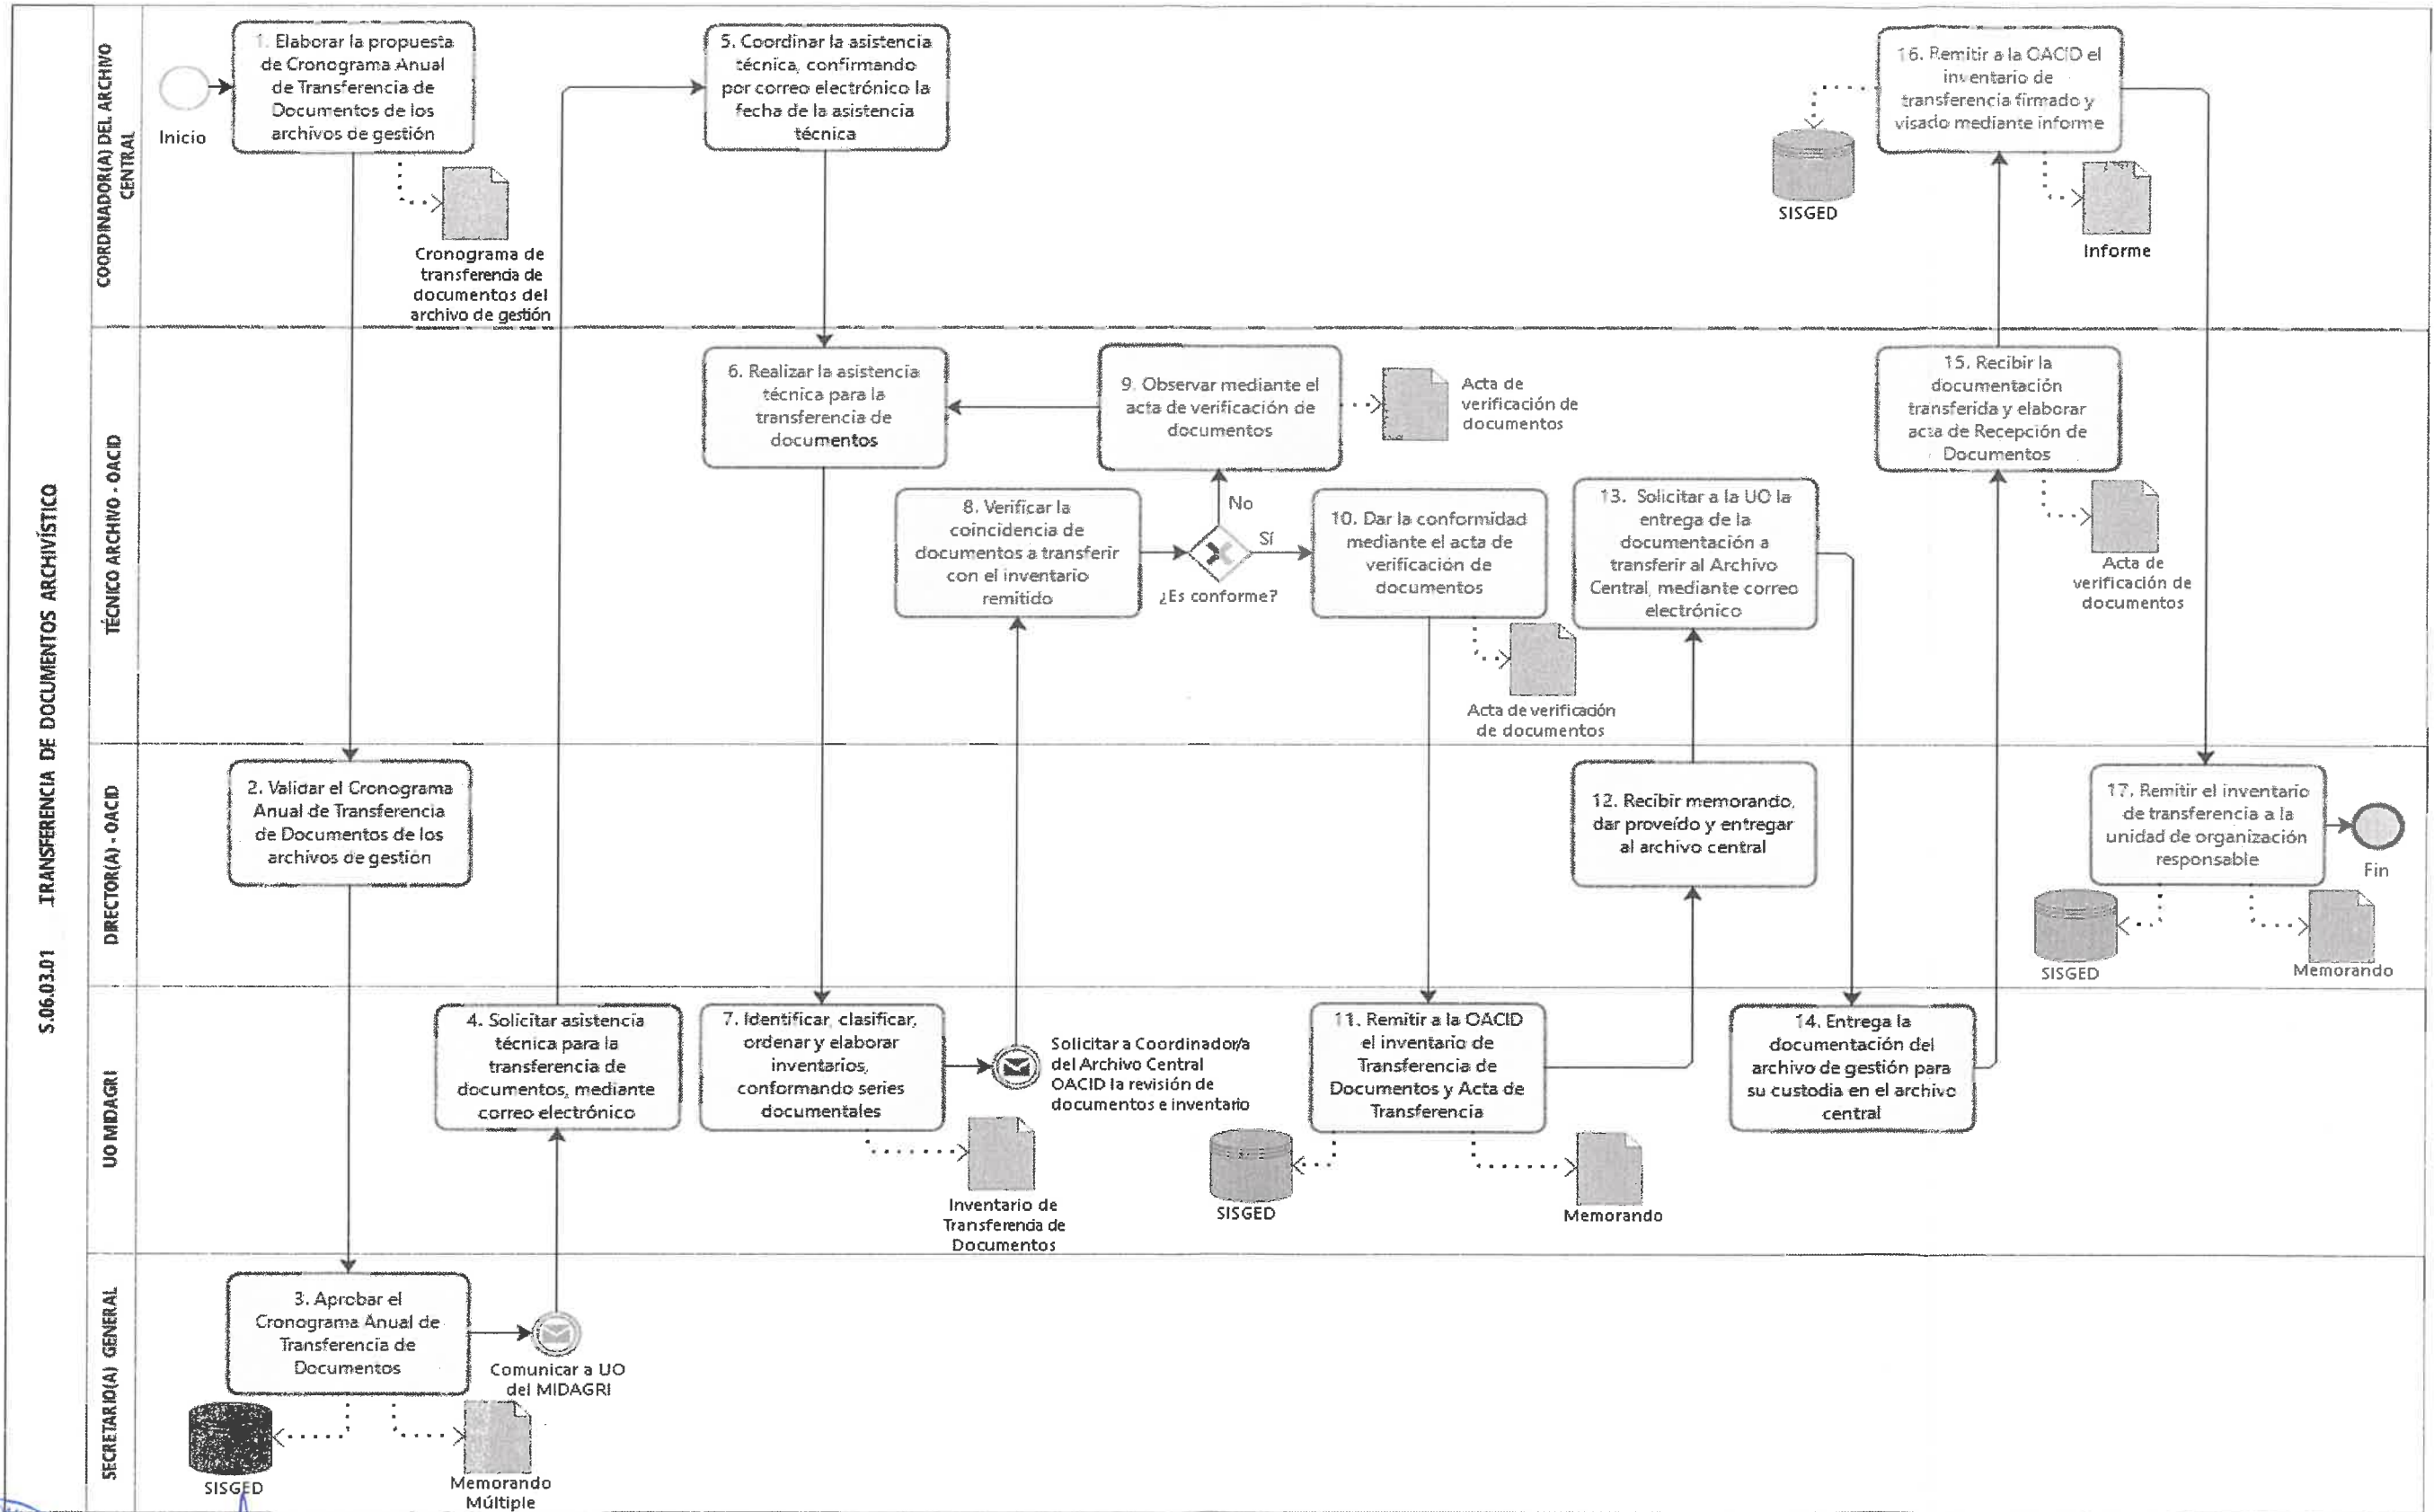 S.06.03.01 TRANSFERENCIA DE DOCUMENTOS ARCHIVÍSTICO
COORDINADOR(A) DEL ARCHIVO
CENTRAL
Inicio
1. Elaborar la propuesta
de Cronograma Anual
de Transferencia de
Documentos de los
archivos de gestión
Cronograma de
transferencia de
documentos del
archivo de gestión
5. Coordinar la asistencia
técnica, confirmando
por correo electrónico la
fecha de la asistencia
técnica
16. Remitir a la OACID el
inventario de
transferencia firmado y
visado mediante informe
SISGED
Informe
TÉCNICO ARCHIVO - OACID
6. Realizar la asistencia
técnica para la
transferencia de
documentos
9. Observar mediante el
acta de verificación de
documentos
Acta de
verificación de
documentos
8. Verificar la
coincidencia de
documentos a transferir
con el inventario
remitido
No
Sí
¿Es conforme?
10. Dar la conformidad
mediante el acta de
verificación de
documentos
Acta de verificación
de documentos
13. Solicitar a la UO la
entrega de la
documentación a
transferir al Archivo
Central, mediante correo
electrónico
15. Recibir la
documentación
transferida y elaborar
acta de Recepción de
Documentos
Acta de
verificación de
documentos
DIRECTOR(A) - OACID
2. Validar el Cronograma
Anual de Transferencia
de Documentos de los
archivos de gestión
12. Recibir memorando,
dar proveído y entregar
al archivo central
17. Remitir el inventario
de transferencia a la
unidad de organización
responsable
Fin
SISGED
Memorando
UO MIDAGRI
4. Solicitar asistencia
técnica para la
transferencia de
documentos, mediante
correo electrónico
7. Identificar, clasificar,
ordenar y elaborar
inventarios,
conformando series
documentales
Inventario de
Transferencia de
Documentos
Solicitar a Coordinador/a
del Archivo Central
OACID la revisión de
documentos e inventario
11. Remitir a la OACID
el inventario de
Transferencia de
Documentos y Acta de
Transferencia
SISGED
Memorando
14. Entrega la
documentación del
archivo de gestión para
su custodia en el archivo
central
SECRETARIO(A) GENERAL
3. Aprobar el
Cronograma Anual de
Transferencia de
Documentos
Comunicar a UO
del MIDAGRI
SISGED
Memorando
Múltiple